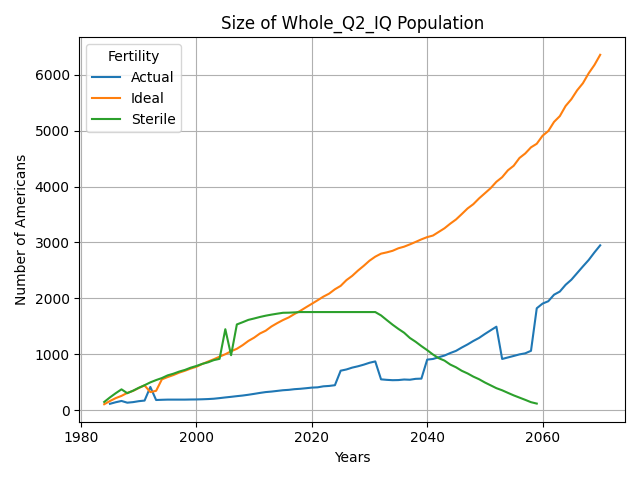 Size of Whole_Q2_IQ Population
Fertility
Actual
Ideal
Sterile
Number of Americans
6000
5000
4000
3000
2000
1000
0
1980
2000
2020
2040
2060
Years